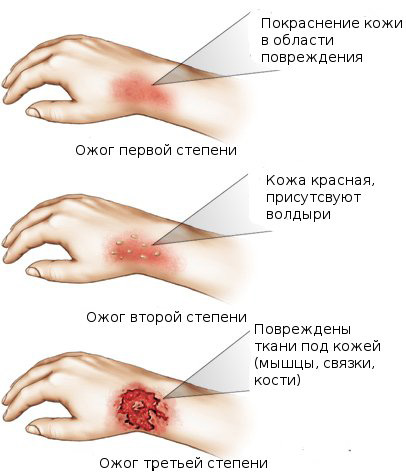 Покраснение кожи
в области
повреждения
Ожог первой степени
Кожа красная,
присутсвуют
волдыри
Ожог второй степени
Повреждены
ткани под кожей
(мышцы, связки,
кости)
Ожог третьей степени